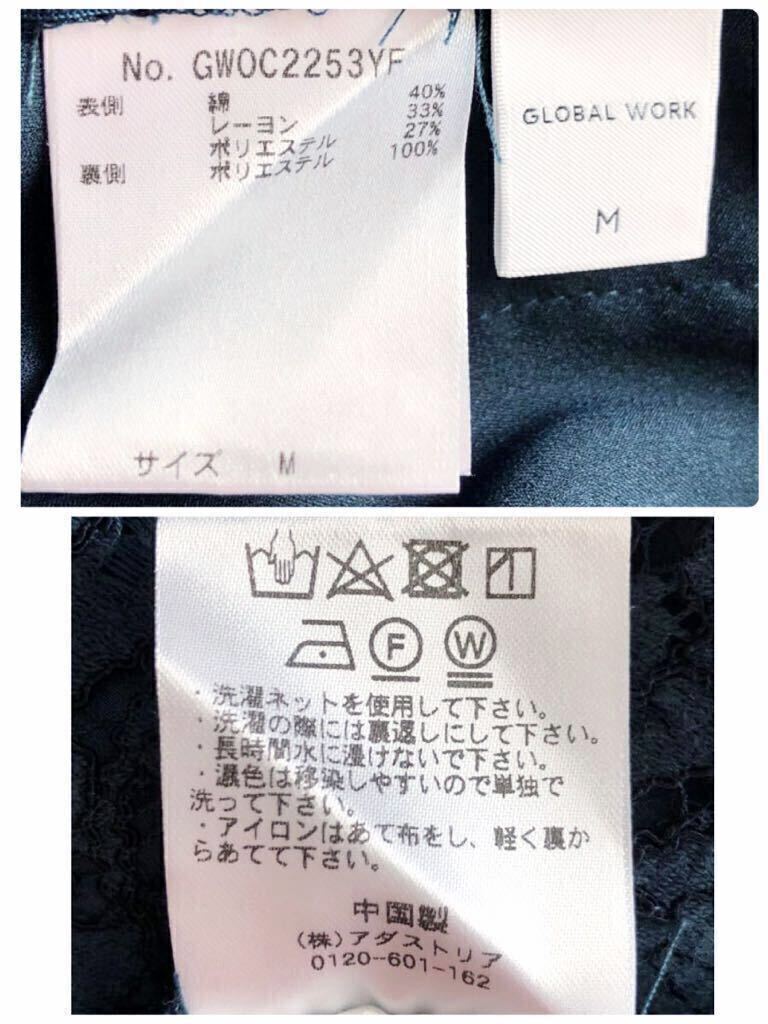 No. GWOC2253YF
表側 綿 40%
レーヨン 33%
ポリエステル 27%
裏側 ポリエステル 100%
サイズ M
GLOBAL WORK
M
F W
・洗濯ネットを使用して下さい。
・洗濯の際には裏返しにして下さい。
・長時間水に浸けないで下さい。
・濃色は移染しやすいので単独で
洗って下さい。
・アイロンはあて布をし、軽く裏か
らあてて下さい。
中国製
(株)アダストリア
0120-601-162